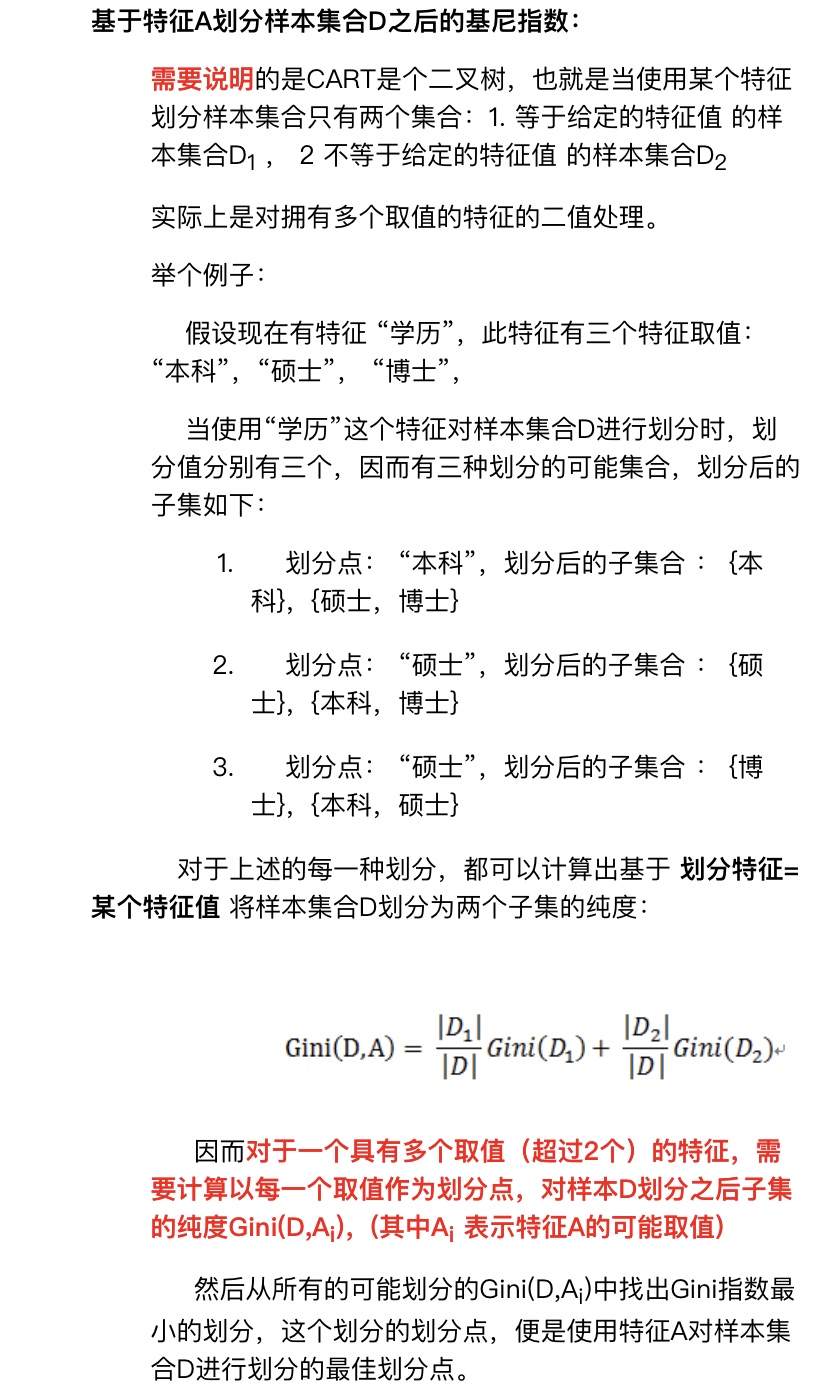 基于特征A划分样本集合D之后的基尼指数：
需要说明的是CART是个二叉树，也就是当使用某个特征
划分样本集合只有两个集合：1. 等于给定的特征值 的样
本集合D1 ， 2 不等于给定的特征值 的样本集合D2
实际上是对拥有多个取值的特征的二值处理。
举个例子：
假设现在有特征 “学历”，此特征有三个特征取值：
“本科”，“硕士”， “博士”，
当使用“学历”这个特征对样本集合D进行划分时，划
分值分别有三个，因而有三种划分的可能集合，划分后的
子集如下：
1. 划分点： “本科”，划分后的子集合 ： {本
科}，{硕士，博士}
2. 划分点： “硕士”，划分后的子集合 ： {硕
士}，{本科，博士}
3. 划分点： “硕士”，划分后的子集合 ： {博
士}，{本科，硕士}
对于上述的每一种划分，都可以计算出基于 划分特征=
某个特征值 将样本集合D划分为两个子集的纯度：
Gini(D,A) = |D1|/|D| Gini(D1) + |D2|/|D| Gini(D2)↵
因而对于一个具有多个取值（超过2个）的特征，需
要计算以每一个取值作为划分点，对样本D划分之后子集
的纯度Gini(D,Ai)，（其中Ai 表示特征A的可能取值）
然后从所有的可能划分的Gini(D,Ai)中找出Gini指数最
小的划分，这个划分的划分点，便是使用特征A对样本集
合D进行划分的最佳划分点。